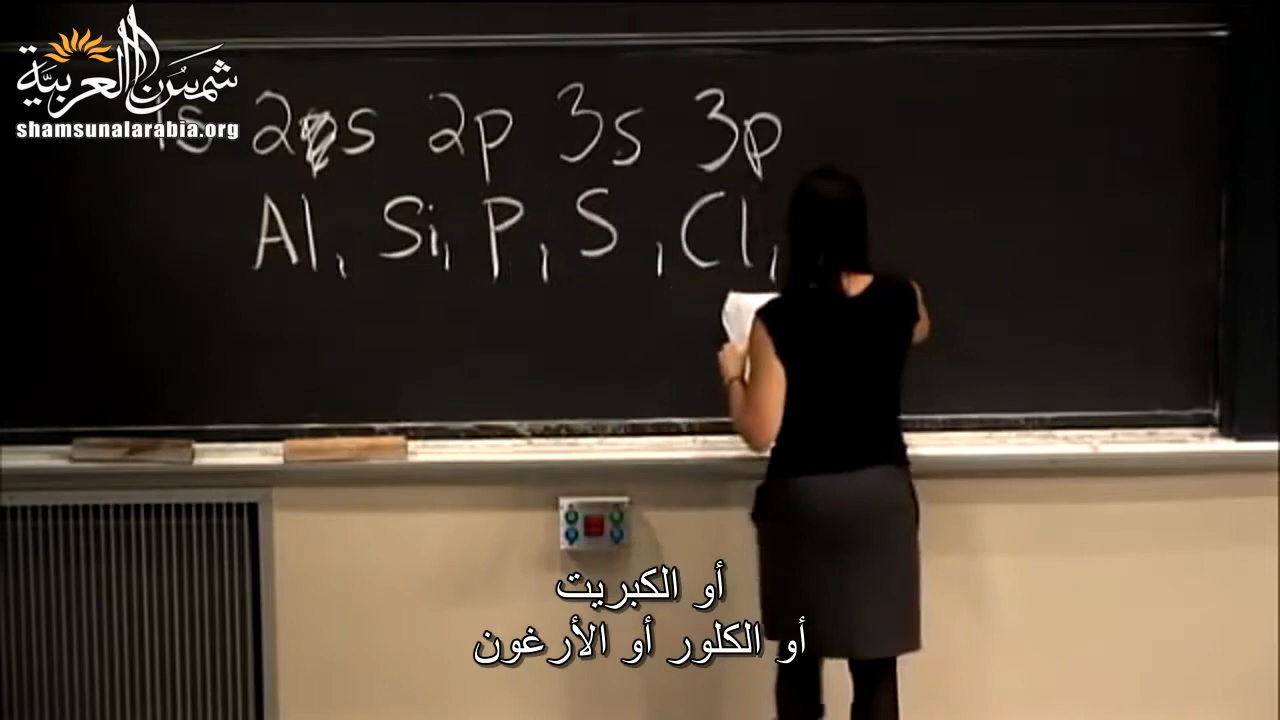 شمس العربية
shamsunalarabia.org
1s 2s 2p 3s 3p
Al, Si, P, S, Cl,
أو الكبريت
أو الكلور أو الأرغون